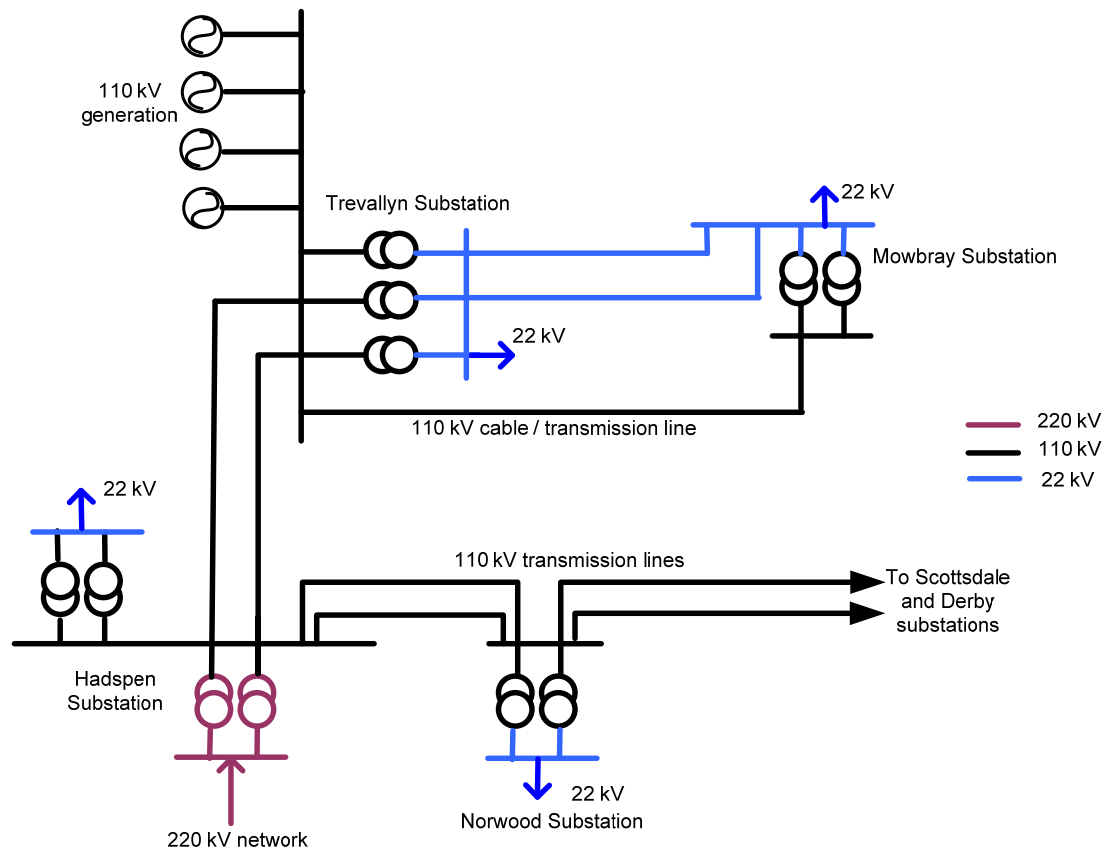 110 kV
generation
Trevallyn Substation
22 kV
Mowbray Substation
22 kV
110 kV cable / transmission line
220 kV
110 kV
22 kV
22 kV
110 kV transmission lines
To Scottsdale
and Derby
substations
Hadspen
Substation
22 kV
Norwood Substation
220 kV network